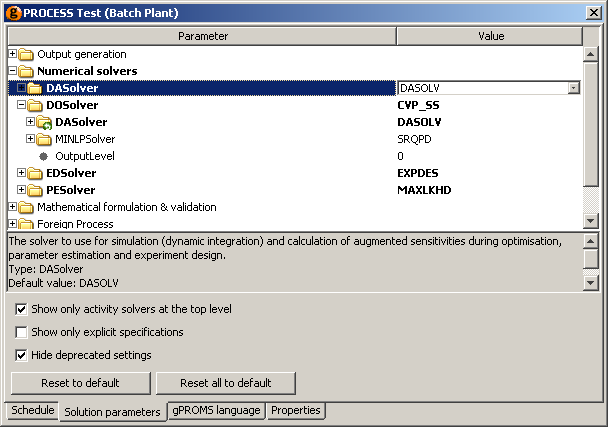 PROCESS Test (Batch Plant)
Parameter Value
Output generation
Numerical solvers
DASolver DASOLV
DOSolver CVP_SS
DASolver DASOLV
MINLPSolver SRQPD
OutputLevel 0
EDSolver EXPDES
PESolver MAXLKHD
Mathematical formulation & validation
Foreign Process
The solver to use for simulation (dynamic integration) and calculation of augmented sensitivities during optimisation,
parameter estimation and experiment design.
Type: DASolver
Default value: DASOLV
Show only activity solvers at the top level
Show only explicit specifications
Hide deprecated settings
Reset to default Reset all to default
Schedule Solution parameters gPROMS language Properties